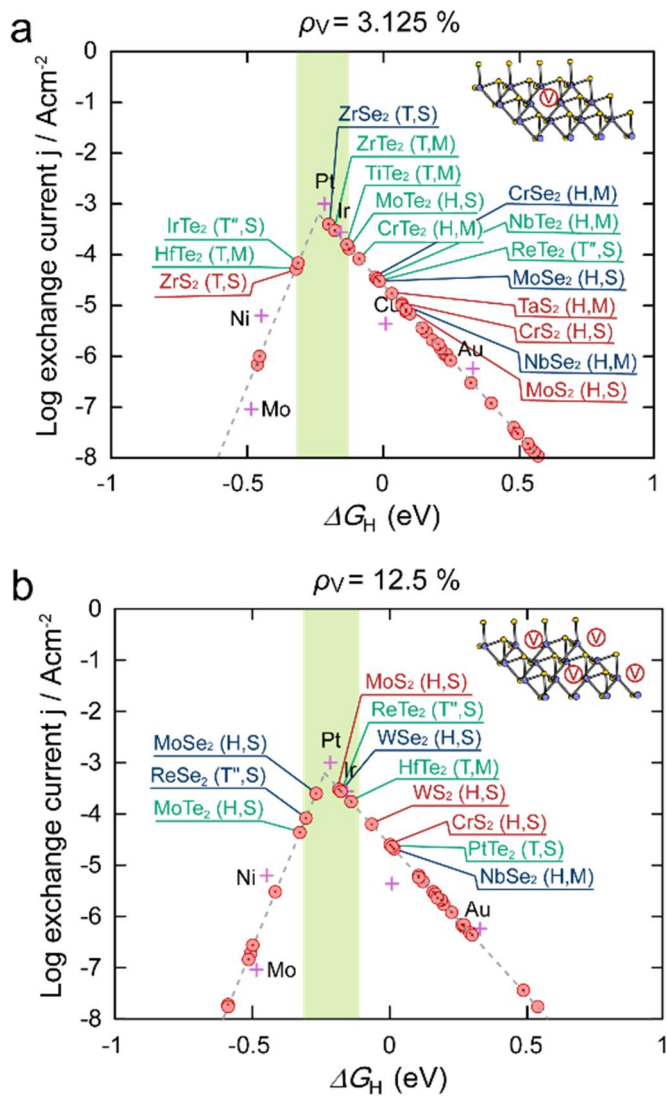 a
ρV = 3.125 %
Log exchange current j / Acm-2
0
-1
-2
-3
-4
-5
-6
-7
-8
ZrSe2 (T,S)
ZrTe2 (T,M)
TiTe2 (T,M)
MoTe2 (H,S)
CrTe2 (H,M)
Pt
Ir
IrTe2 (T",S)
HfTe2 (T,M)
ZrS2 (T,S)
Ni
Mo
CrSe2 (H,M)
NbTe2 (H,M)
ReTe2 (T",S)
MoSe2 (H,S)
TaS2 (H,M)
CrS2 (H,S)
NbSe2 (H,M)
MoS2 (H,S)
Au
V
-1
-0.5
0
0.5
1
ΔGH (eV)
b
ρV = 12.5 %
Log exchange current j / Acm-2
0
-1
-2
-3
-4
-5
-6
-7
-8
MoS2 (H,S)
ReTe2 (T",S)
WSe2 (H,S)
HfTe2 (T,M)
WS2 (H,S)
CrS2 (H,S)
PtTe2 (T,S)
NbSe2 (H,M)
Pt
Ir
MoSe2 (H,S)
ReSe2 (T",S)
MoTe2 (H,S)
Ni
Mo
Au
V
V
V
V
-1
-0.5
0
0.5
1
ΔGH (eV)